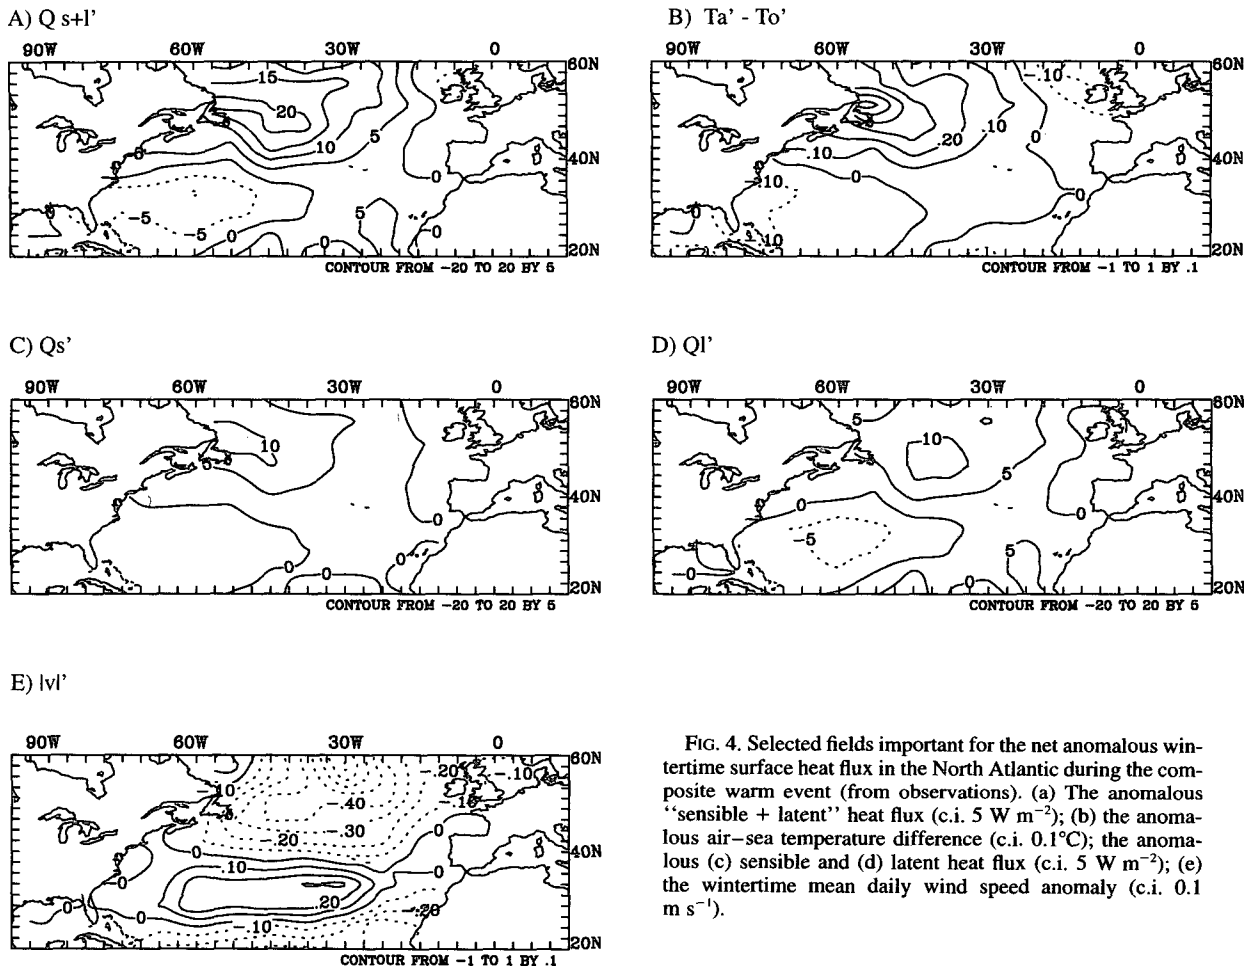 A) Q s+l’
90W 60W 30W 0
15
20
10
5
5
0
-5
-5
0
0
5
0
0
60N
40N
20N
CONTOUR FROM -20 TO 20 BY 5
B) Ta’ - To’
90W 60W 30W 0
-.10
.20
.10
0
.10
0
-.10
0
0
-.10
60N
40N
20N
CONTOUR FROM -1 TO 1 BY .1
C) Qs’
90W 60W 30W 0
10
5
0
0
0
0
60N
40N
20N
CONTOUR FROM -20 TO 20 BY 5
D) Ql’
90W 60W 30W 0
5
10
5
0
0
-5
5
0
0
60N
40N
20N
CONTOUR FROM -20 TO 20 BY 5
E) |v|’
90W 60W 30W 0
-.20
-.10
-.10
-.40
-.10
-.30
-.20
0
0
.10
0
0
.20
0
0
-.10
-.20
60N
40N
20N
CONTOUR FROM -1 TO 1 BY .1
FIG. 4. Selected fields important for the net anomalous win-
tertime surface heat flux in the North Atlantic during the com-
posite warm event (from observations). (a) The anomalous
‘‘sensible + latent’’ heat flux (c.i. 5 W m⁻²); (b) the anoma-
lous air–sea temperature difference (c.i. 0.1°C); the anoma-
lous (c) sensible and (d) latent heat flux (c.i. 5 W m⁻²); (e)
the wintertime mean daily wind speed anomaly (c.i. 0.1
m s⁻¹).